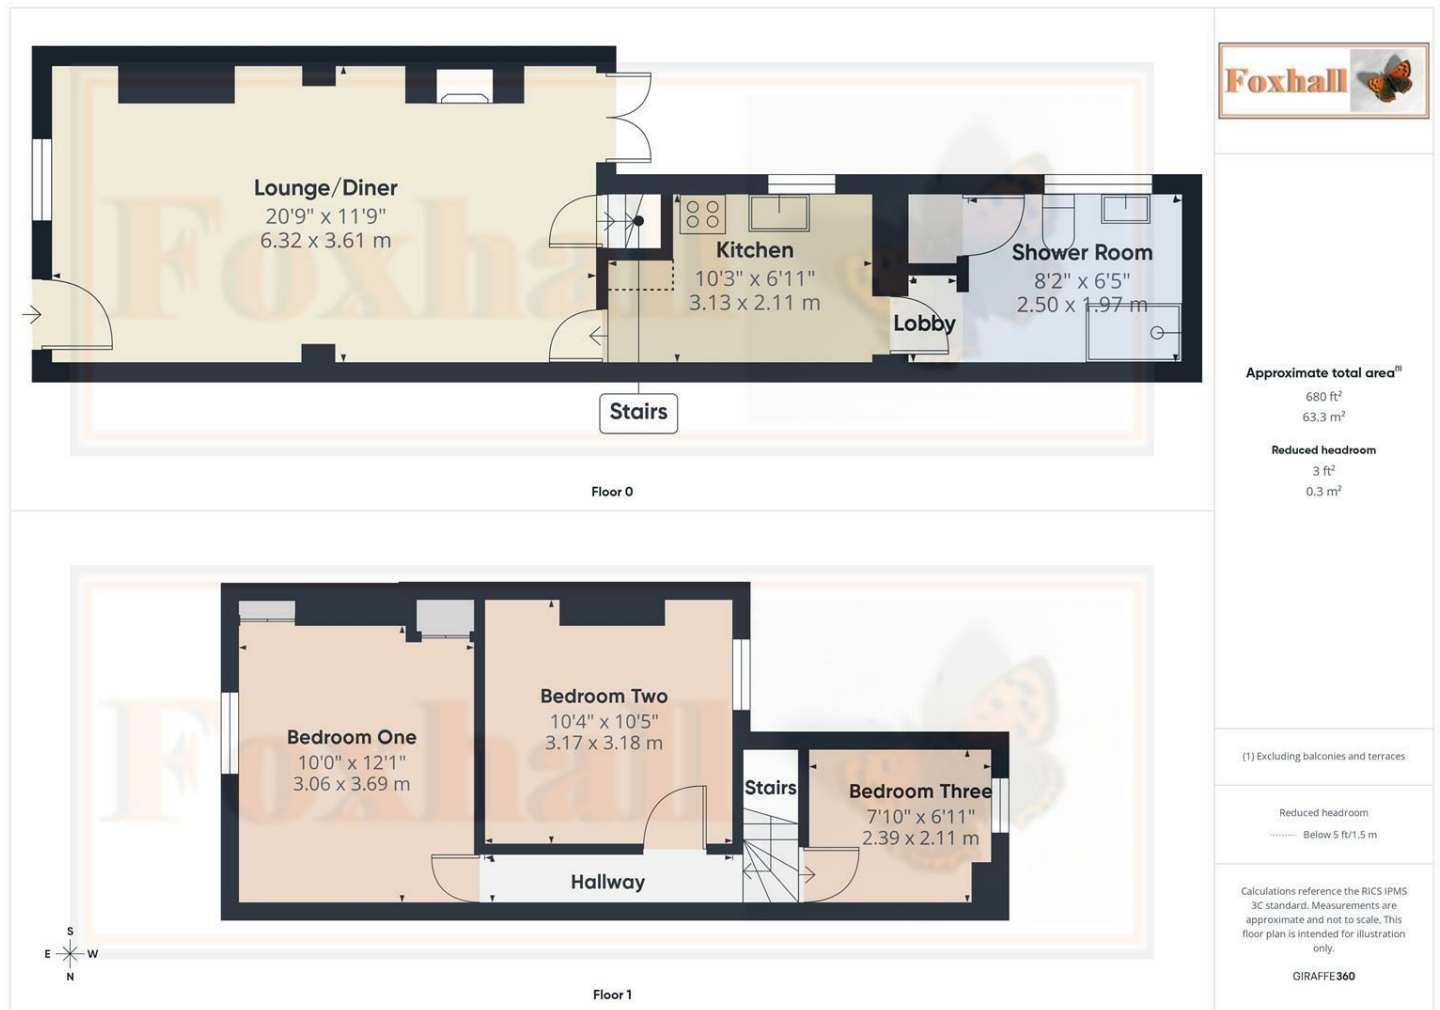 Lounge/Diner
20'9" x 11'9"
6.32 x 3.61 m
Kitchen
10'3" x 6'11"
3.13 x 2.11 m
Shower Room
8'2" x 6'5"
2.50 x 1.97 m
Lobby
Stairs
Floor 0
Bedroom One
10'0" x 12'1"
3.06 x 3.69 m
Bedroom Two
10'4" x 10'5"
3.17 x 3.18 m
Stairs
Bedroom Three
7'10" x 6'11"
2.39 x 2.11 m
Hallway
S
E W
N
Floor 1
Foxhall
Foxhall
Foxhall
Approximate total area(1)
680 ft²
63.3 m²
Reduced headroom
3 ft²
0.3 m²
(1) Excluding balconies and terraces
Reduced headroom
Below 5 ft/1.5 m
Calculations reference the RICS IPMS
3C standard. Measurements are
approximate and not to scale. This
floor plan is intended for illustration
only.
GIRAFFE360